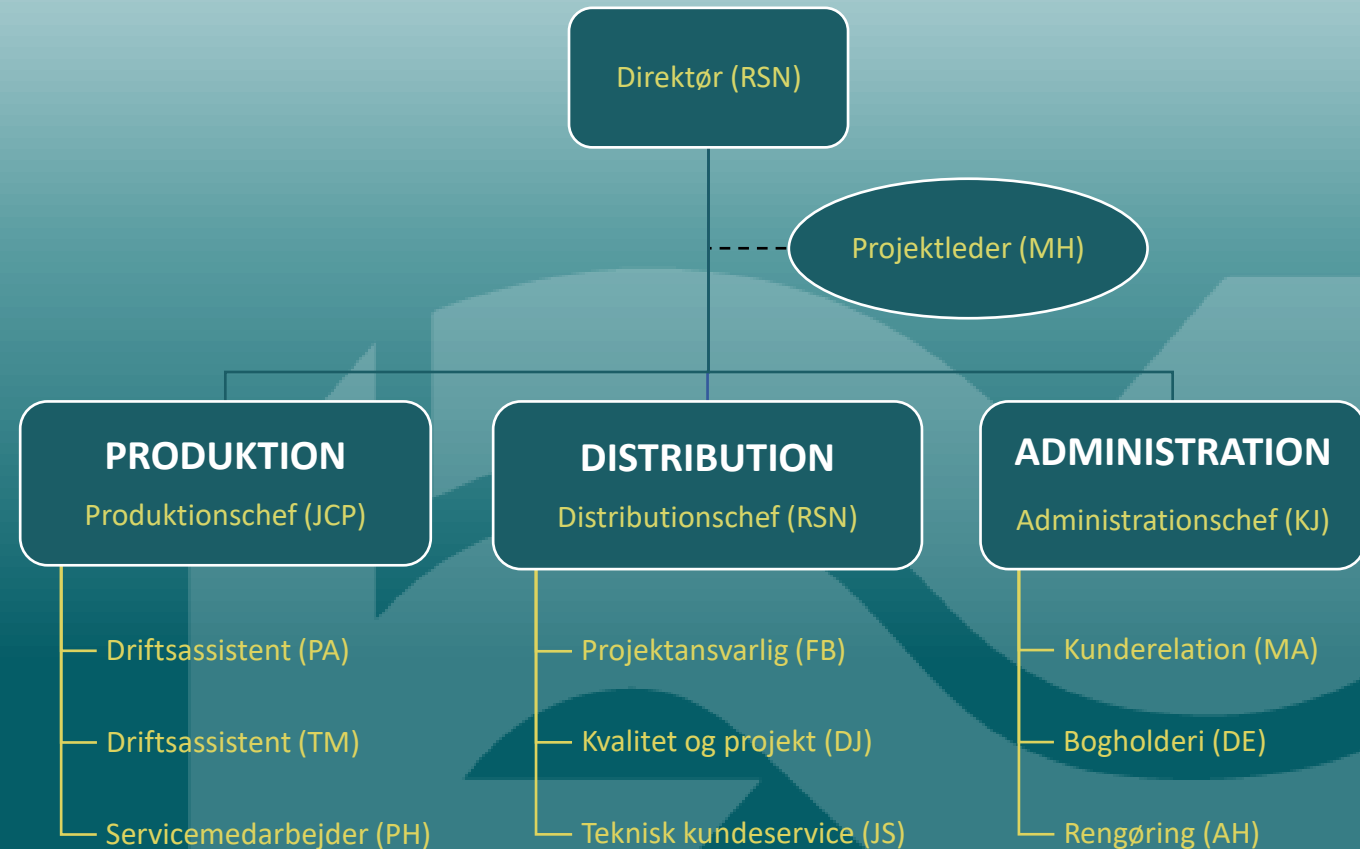 Direktør (RSN)
Projektleder (MH)
PRODUKTION
Produktionschef (JCP)
Driftsassistent (PA)
Driftsassistent (TM)
Servicemedarbejder (PH)
DISTRIBUTION
Distributionschef (RSN)
Projektansvarlig (FB)
Kvalitet og projekt (DJ)
Teknisk kundeservice (JS)
ADMINISTRATION
Administrationschef (KJ)
Kunderelation (MA)
Bogholderi (DE)
Rengøring (AH)